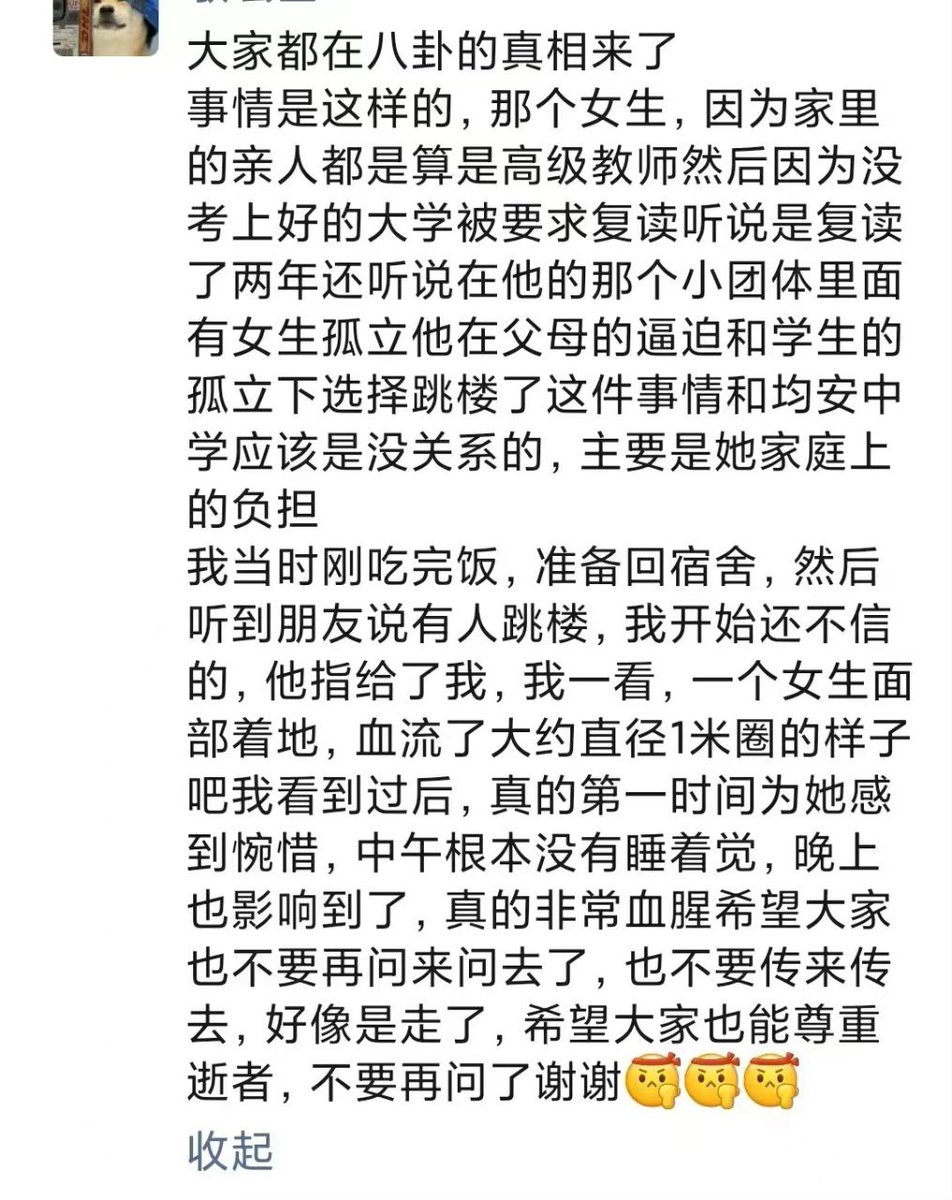 大家都在八卦的真相来了
事情是这样的，那个女生，因为家里
的亲人都是算是高级教师然后因为没
考上好的大学被要求复读听说是复读
了两年还听说在他的那个小团体里面
有女生孤立他在父母的逼迫和学生的
孤立下选择跳楼了这件事情和均安中
学应该是没关系的，主要是她家庭上
的负担
我当时刚吃完饭，准备回宿舍，然后
听到朋友说有人跳楼，我开始还不信
的，他指给了我，我一看，一个女生面
部着地，血流了大约直径1米圈的样子
吧我看到过后，真的第一时间为她感
到惋惜，中午根本没有睡着觉，晚上
也影响到了，真的非常血腥希望大家
也不要再问来问去了，也不要传来传
去，好像是走了，希望大家也能尊重
逝者，不要再问了谢谢
收起